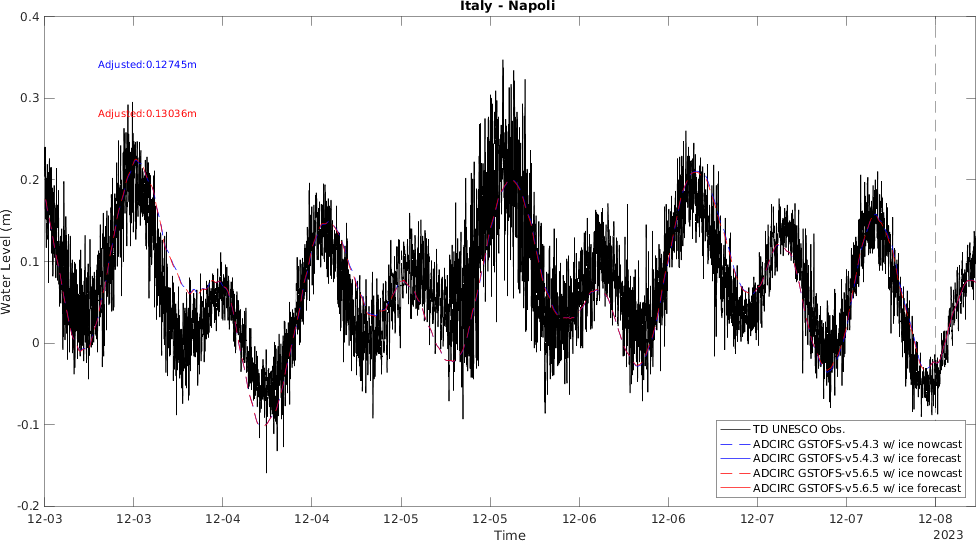 Italy - Napoli
0.4
0.3
0.2
0.1
0
-0.1
-0.2
Water Level (m)
Adjusted:0.12745m
Adjusted:0.13036m
TD UNESCO Obs.
ADCIRC GSTOFS-v5.4.3 w/ ice nowcast
ADCIRC GSTOFS-v5.4.3 w/ ice forecast
ADCIRC GSTOFS-v5.6.5 w/ ice nowcast
ADCIRC GSTOFS-v5.6.5 w/ ice forecast
12-03 12-03 12-04 12-04 12-05 12-05 12-06 12-06 12-07 12-07 12-08
2023
Time